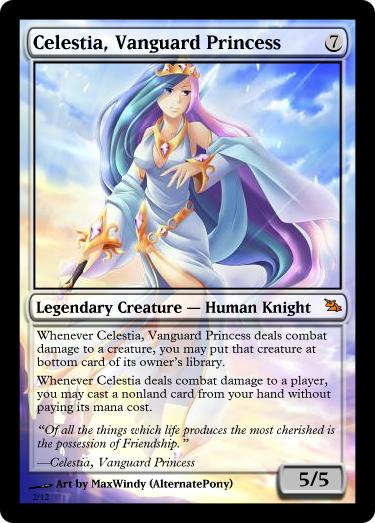 Celestia, Vanguard Princess 7
Legendary Creature — Human Knight
Whenever Celestia, Vanguard Princess deals combat
damage to a creature, you may put that creature at
bottom card of its owner's library.
Whenever Celestia deals combat damage to a player,
you may cast a nonland card from your hand without
paying its mana cost.
"Of all the things which life produces the most cherished is
the possession of Friendship."
—Celestia, Vanguard Princess
5/5
Art by MaxWindy (AlternatePony)
2/12